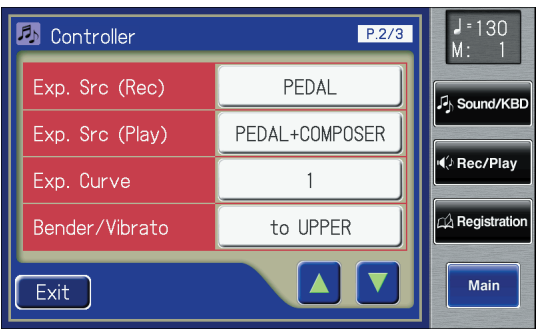 Controller P.2/3
♩=130
M: 1
Exp. Src (Rec) PEDAL
Exp. Src (Play) PEDAL+COMPOSER
Exp. Curve 1
Bender/Vibrato to UPPER
Exit
Sound/KBD
Rec/Play
Registration
Main